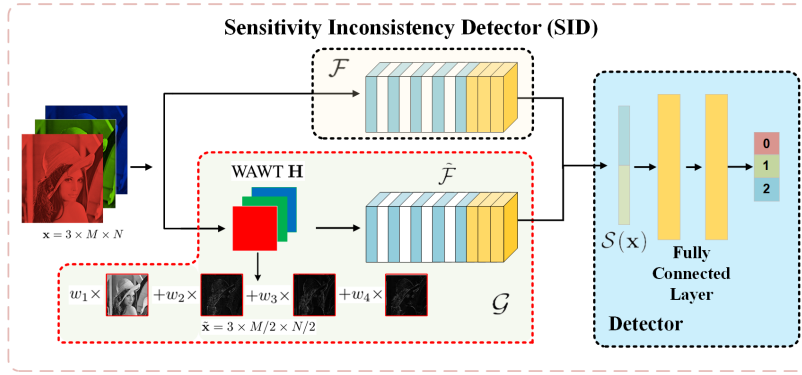 Sensitivity Inconsistency Detector (SID)
ℱ
x = 3 × M × N
WAWT H
ℱ̃
w₁× +w₂× +w₃× +w₄×
x̃ = 3 × M/2 × N/2
𝒢
𝒮(x)
Fully
Connected
Layer
0
1
2
Detector